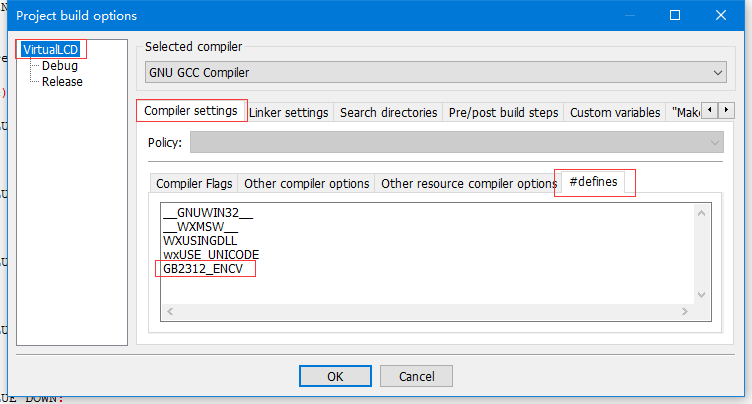 Project build options
VirtualLCD
Debug
Release
Selected compiler
GNU GCC Compiler
Compiler settings
Linker settings
Search directories
Pre/post build steps
Custom variables
"Make
Policy:
Compiler Flags
Other compiler options
Other resource compiler options
#defines
__GNUWIN32__
__WXMSW__
WXUSINGDLL
wxUSE_UNICODE
GB2312_ENCV
OK
Cancel
UE DOWN: